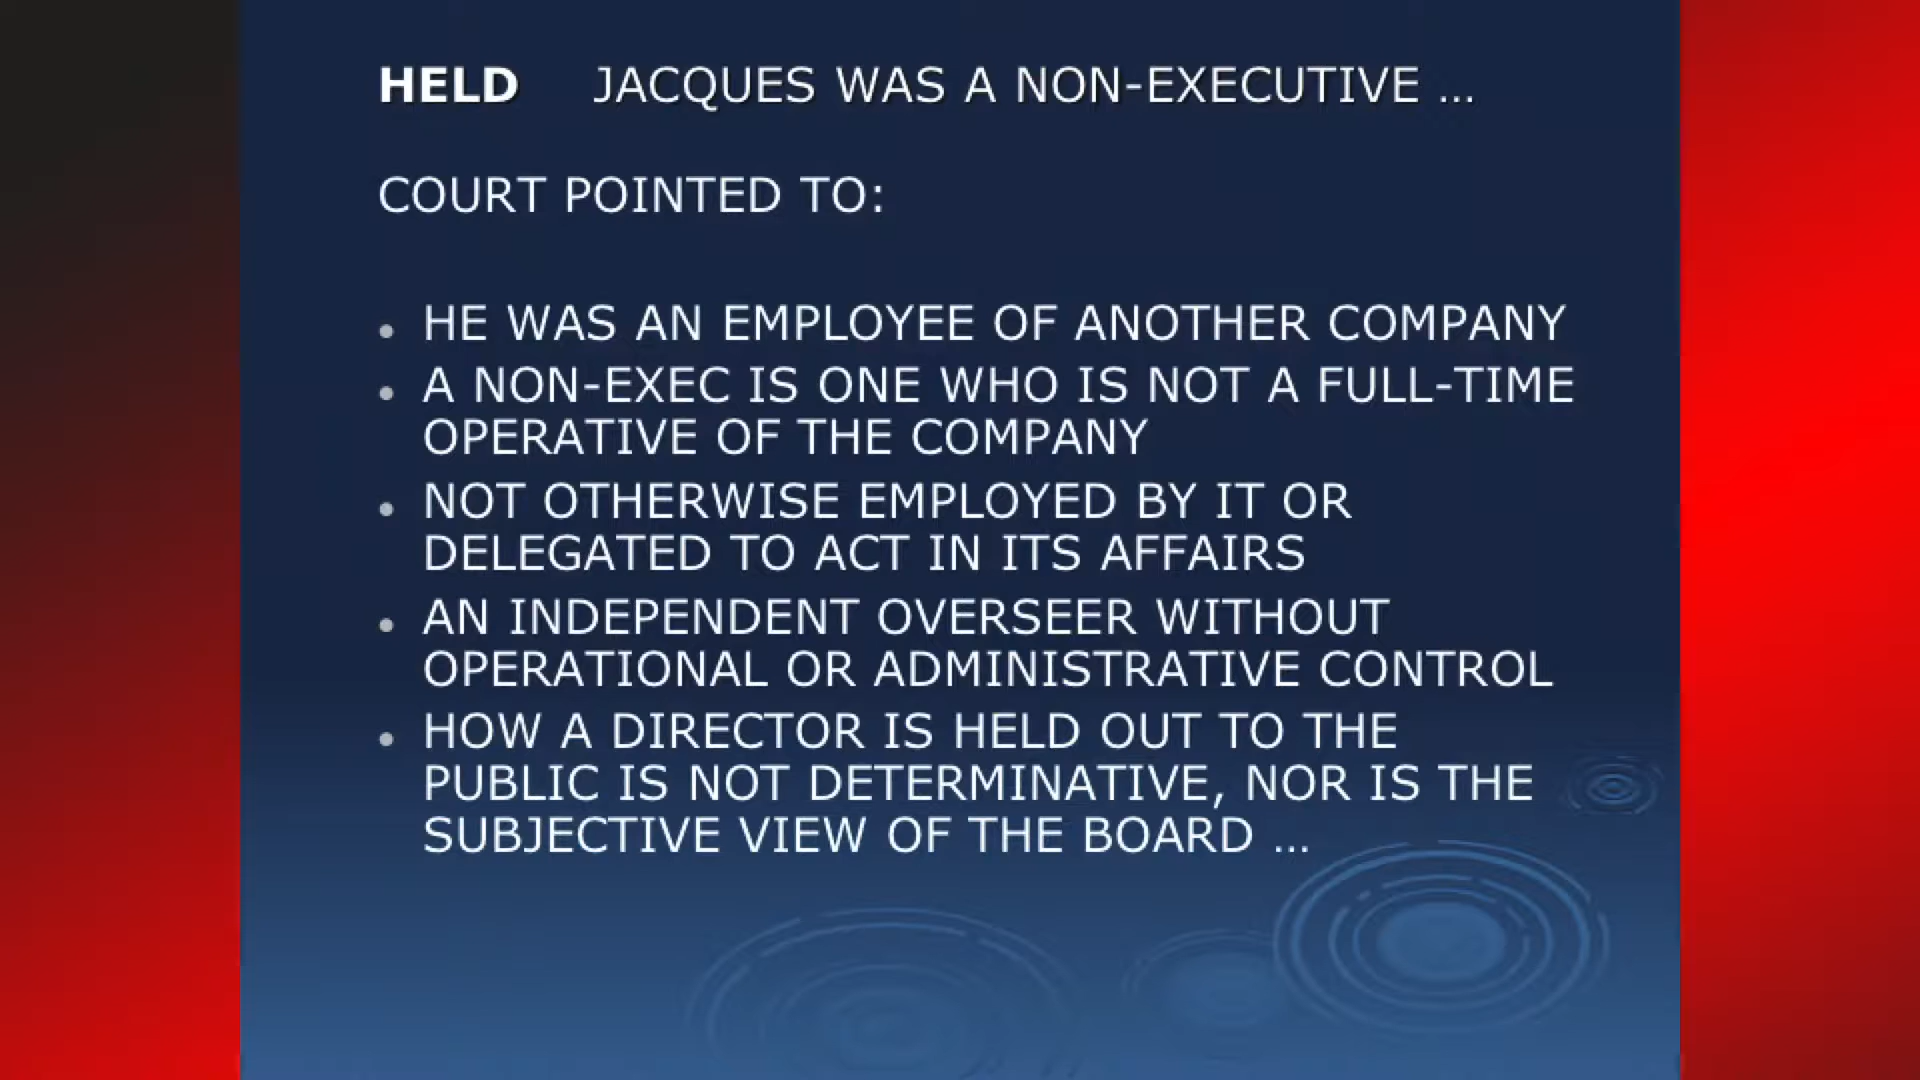 HELD JACQUES WAS A NON-EXECUTIVE ...
COURT POINTED TO:
• HE WAS AN EMPLOYEE OF ANOTHER COMPANY
• A NON-EXEC IS ONE WHO IS NOT A FULL-TIME
OPERATIVE OF THE COMPANY
• NOT OTHERWISE EMPLOYED BY IT OR
DELEGATED TO ACT IN ITS AFFAIRS
• AN INDEPENDENT OVERSEER WITHOUT
OPERATIONAL OR ADMINISTRATIVE CONTROL
• HOW A DIRECTOR IS HELD OUT TO THE
PUBLIC IS NOT DETERMINATIVE, NOR IS THE
SUBJECTIVE VIEW OF THE BOARD ...